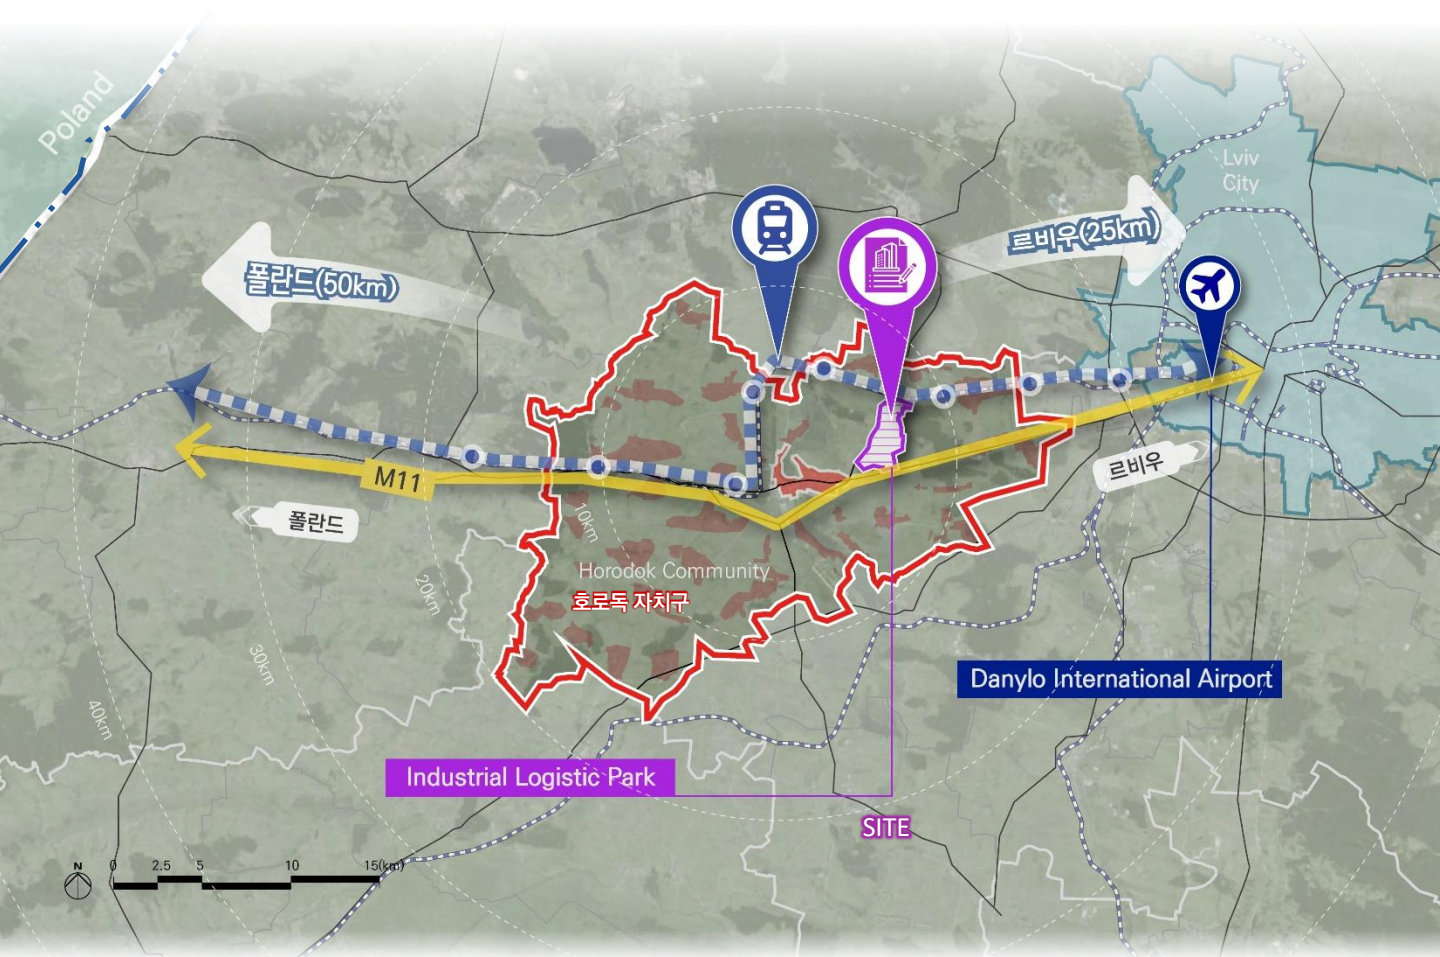 Poland
Lviv
City
르비우(25km)
폴란드(50km)
M11
르비우
폴란드
10km
Horodok Community
호로독 자치구
20km
30km
40km
Danylo International Airport
Industrial Logistic Park
SITE
N
0 2.5 5 10 15(km)